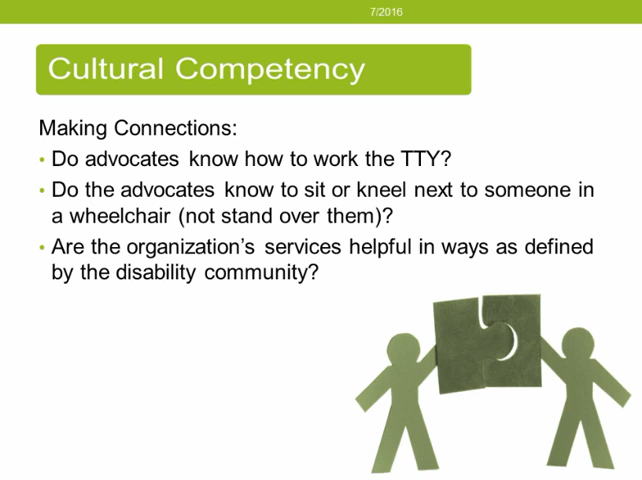 7/2016
Cultural Competency
Making Connections:
• Do advocates know how to work the TTY?
• Do the advocates know to sit or kneel next to someone in
a wheelchair (not stand over them)?
• Are the organization’s services helpful in ways as defined
by the disability community?